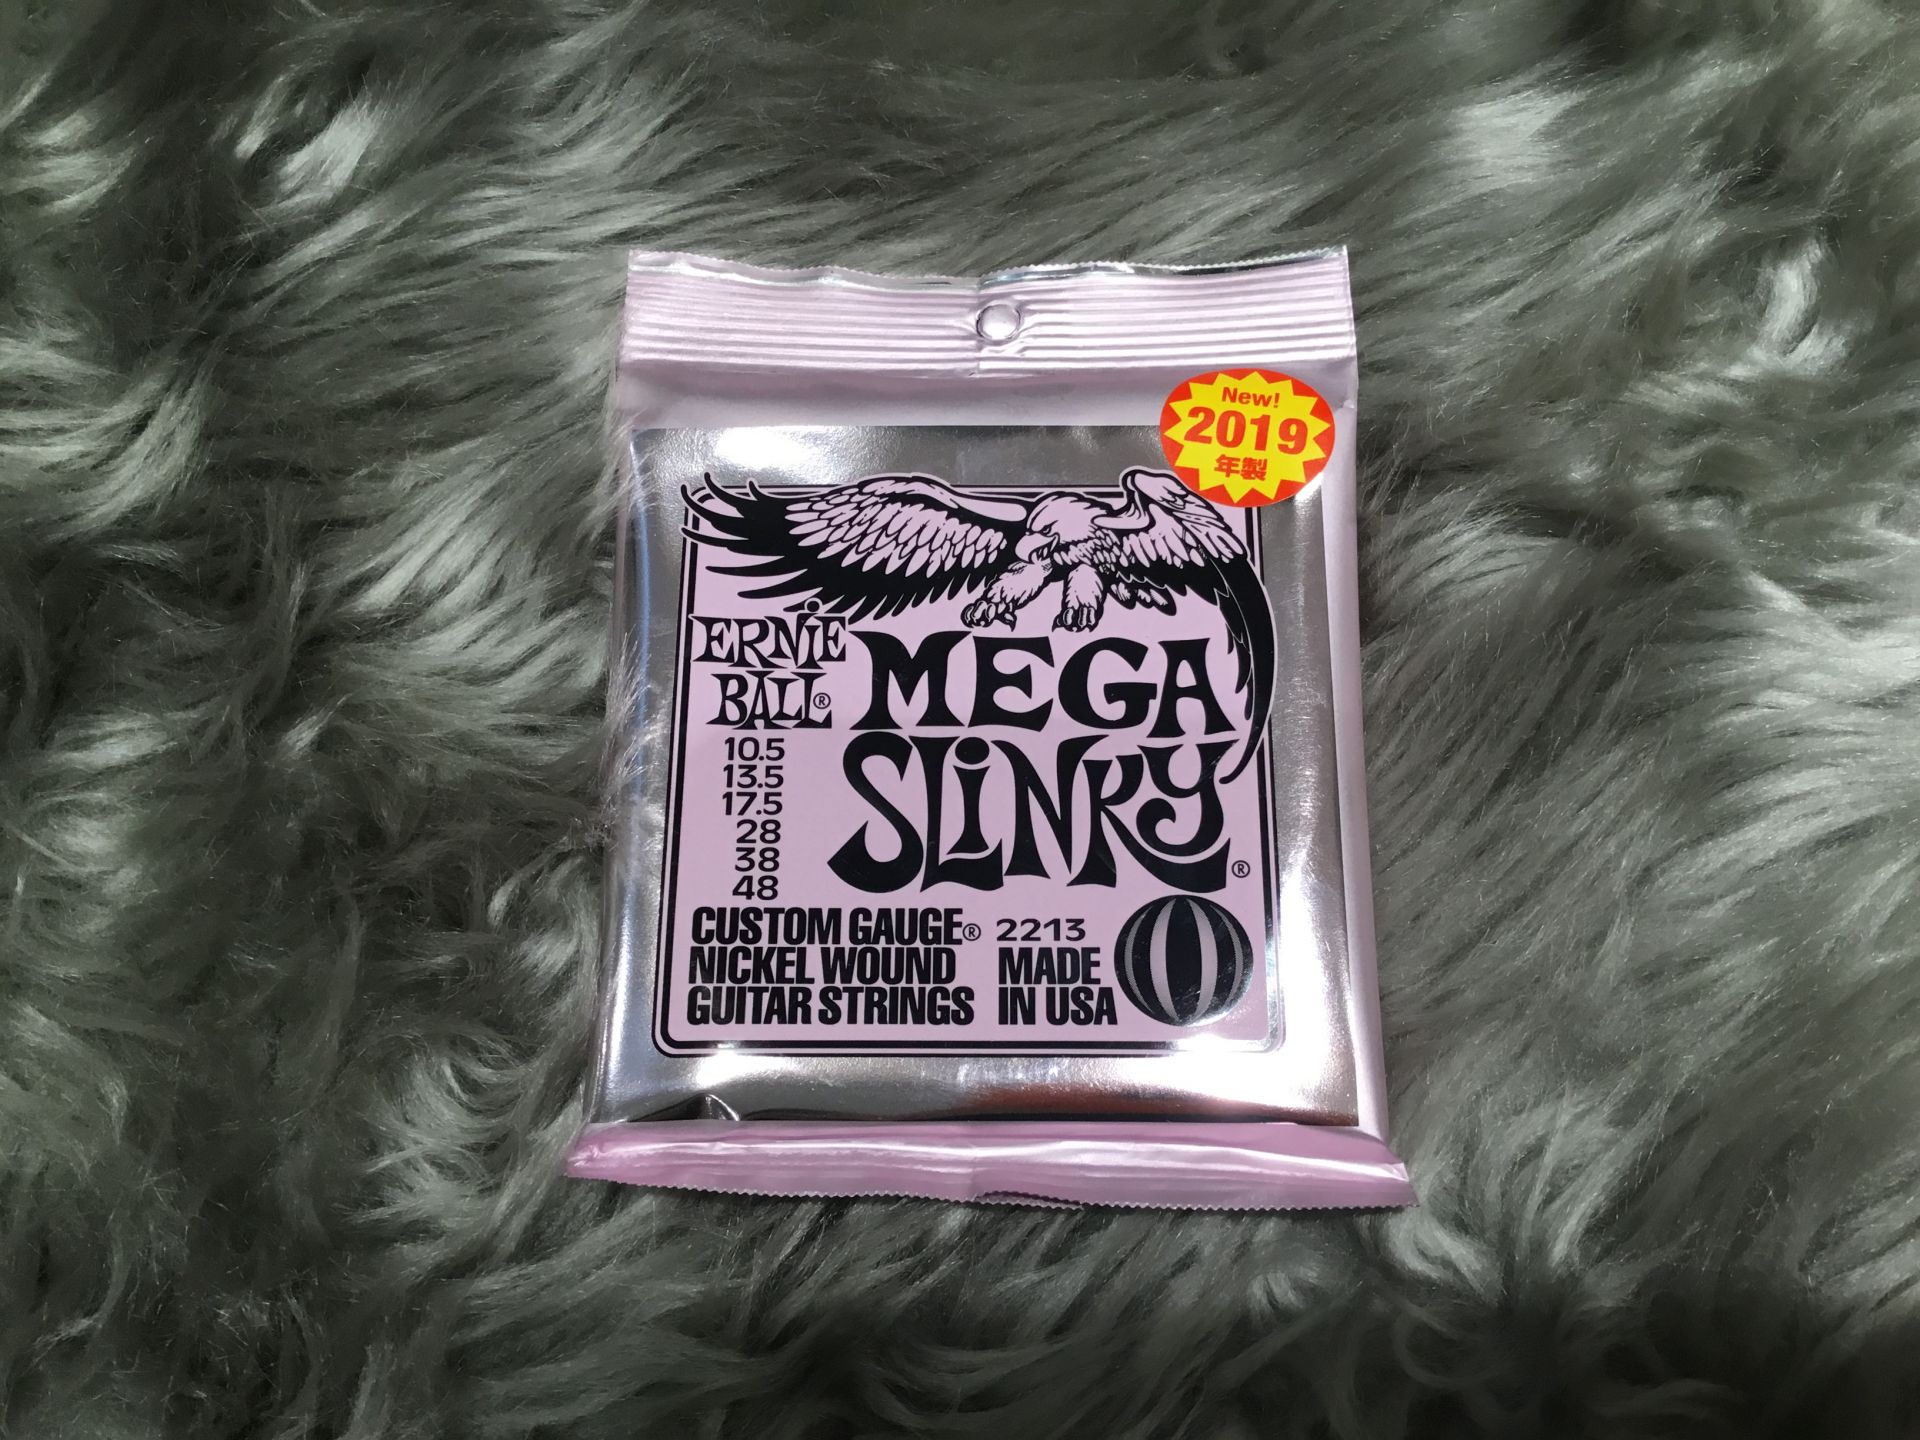 New!
2019
年製
ERNiE
BALL®
MEGA
SLiNKY®
10.5
13.5
17.5
28
38
48
CUSTOM GAUGE®
NICKEL WOUND
GUITAR STRINGS
2213
MADE
IN USA